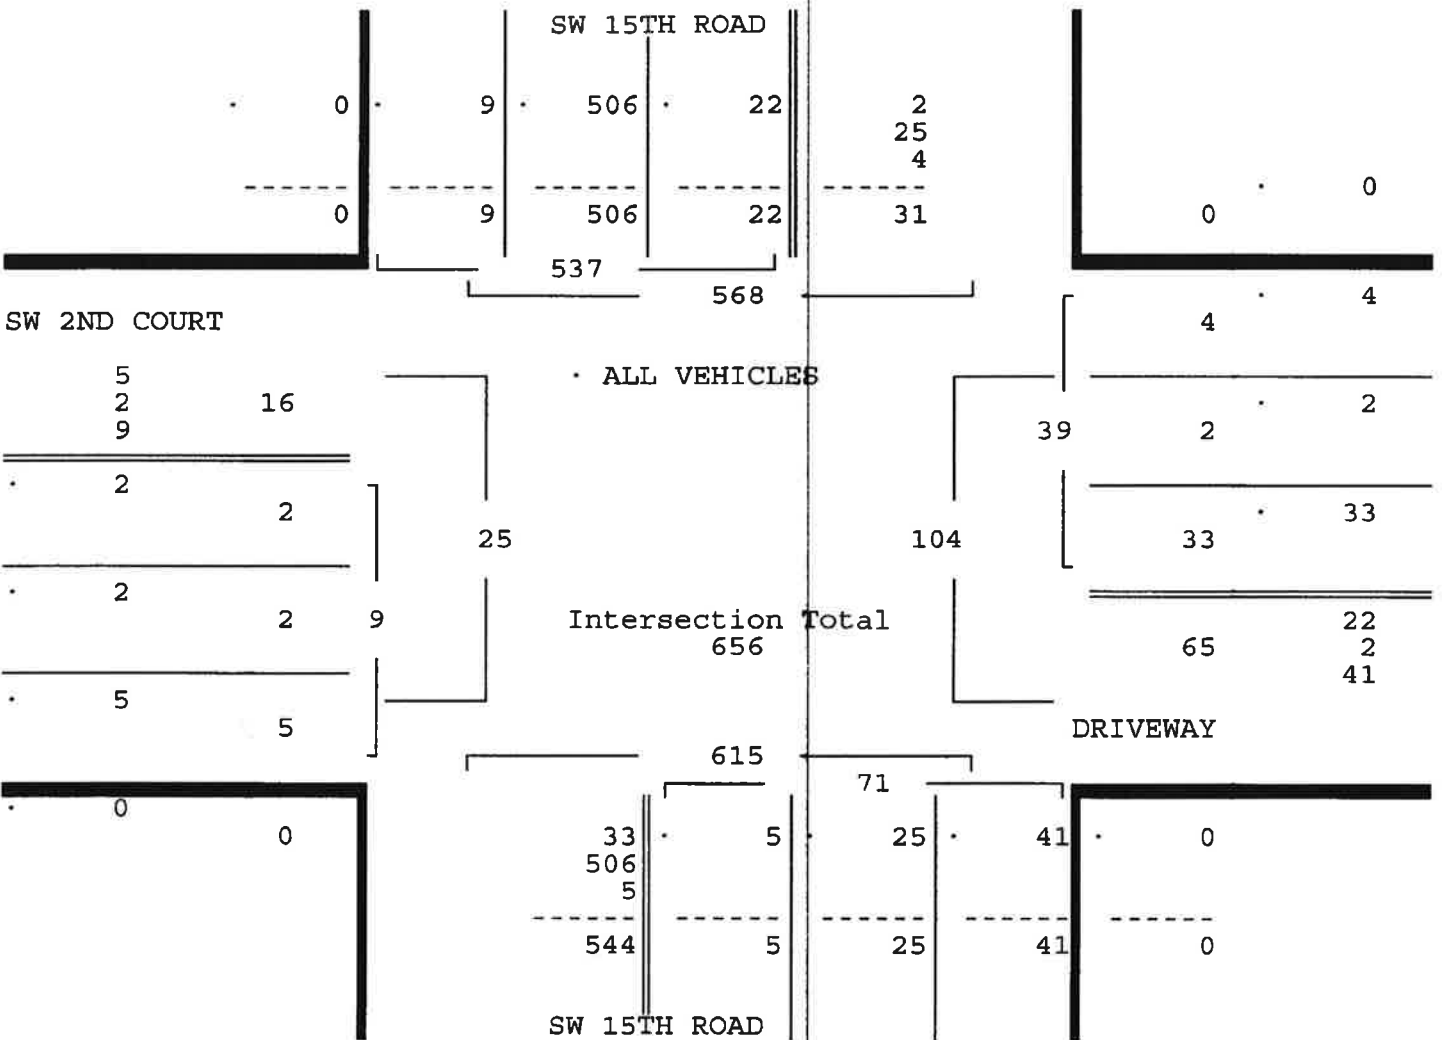 SW 15TH ROAD
· 0 · 9 · 506 · 22 2
25
4
· 0
0 9 506 22 31 0
537
568 · 4
SW 2ND COURT 4
5 · ALL VEHICLES
2 16 · 2
9 39 2
· 2
2 · 33
25 104 33
· 2
2 9 Intersection Total 22
656 65 2
41
· 5
5 DRIVEWAY
615
71
· 0
0 33 · 5 · 25 · 41 · 0
506
5
544 5 25 41 0
SW 15TH ROAD